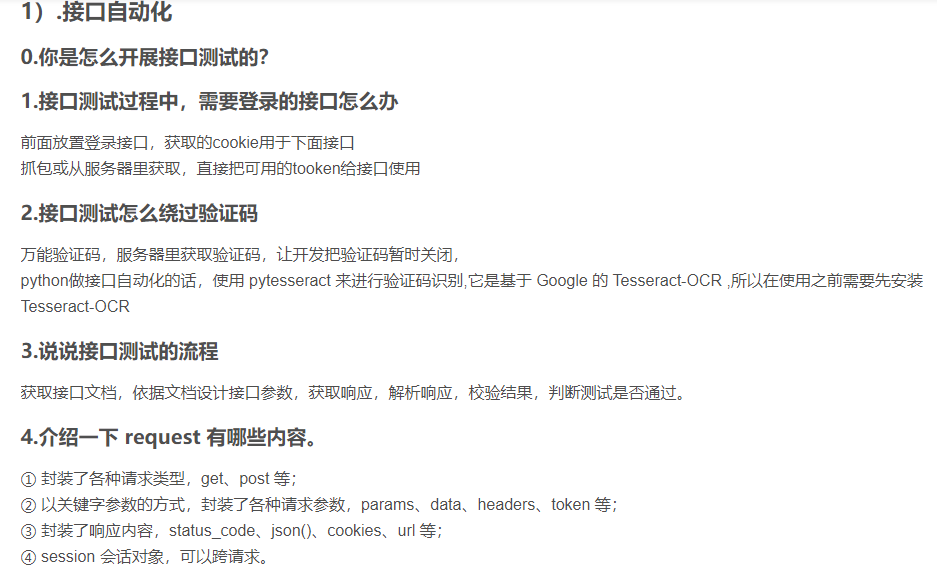 1）.接口自动化
0.你是怎么开展接口测试的？
1.接口测试过程中，需要登录的接口怎么办
前面放置登录接口，获取的cookie用于下面接口
抓包或从服务器里获取，直接把可用的tooken给接口使用
2.接口测试怎么绕过验证码
万能验证码，服务器里获取验证码，让开发把验证码暂时关闭，
python做接口自动化的话，使用 pytesseract 来进行验证码识别,它是基于 Google 的 Tesseract-OCR ,所以在使用之前需要先安装
Tesseract-OCR
3.说说接口测试的流程
获取接口文档，依据文档设计接口参数，获取响应，解析响应，校验结果，判断测试是否通过。
4.介绍一下 request 有哪些内容。
① 封装了各种请求类型，get、post 等；
② 以关键字参数的方式，封装了各种请求参数，params、data、headers、token 等；
③ 封装了响应内容，status_code、json()、cookies、url 等；
④ session 会话对象，可以跨请求。